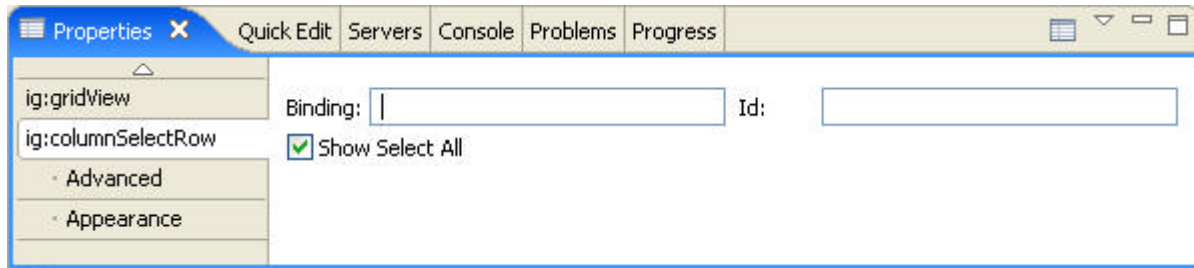 Properties Quick Edit Servers Console Problems Progress
ig:gridView
Binding: Id:
ig:columnSelectRow
Show Select All
Advanced
Appearance